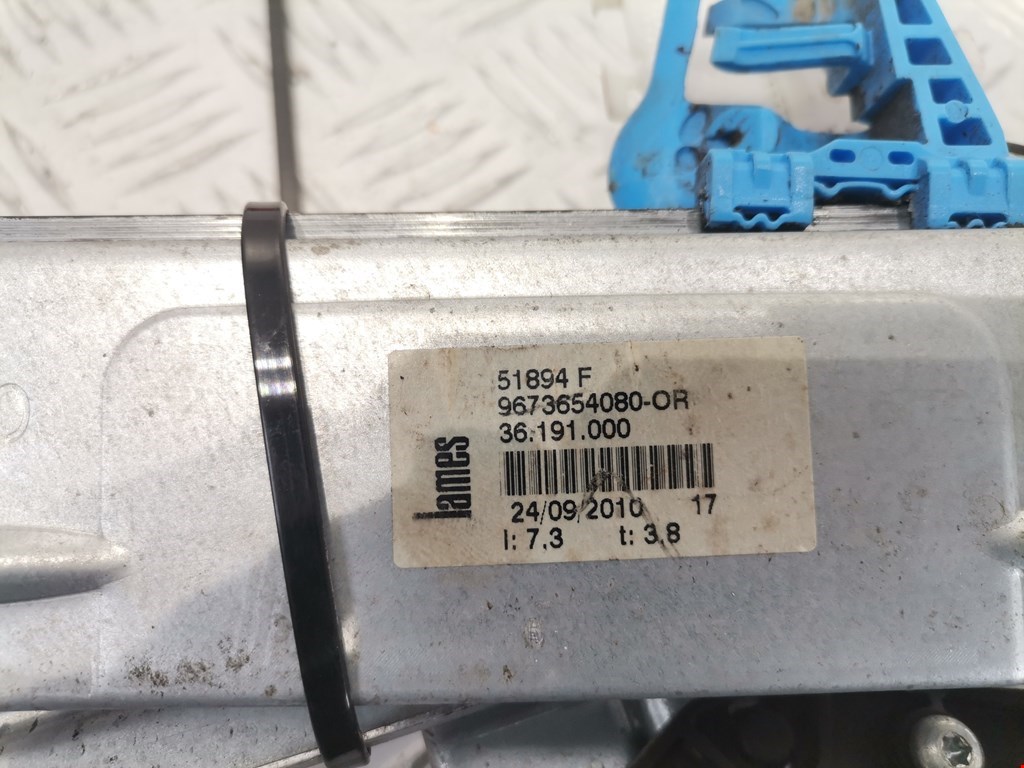 51894 F
9673654080-OR
36.191.000
lames
24/09/2010 17
I: 7,3 t: 3,8